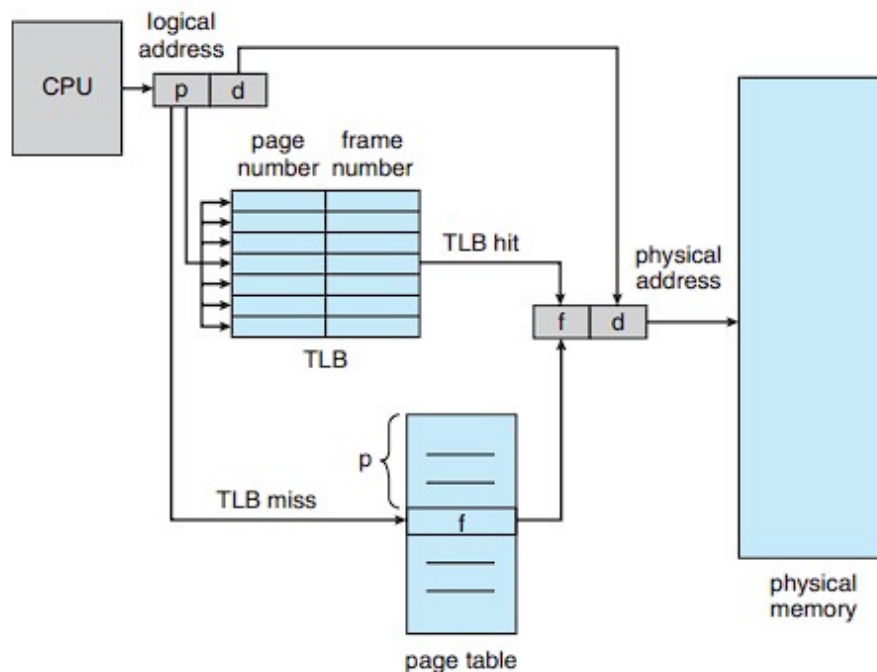 logical
address
CPU
p
d
page
number
frame
number
TLB hit
physical
address
f
d
TLB
p
TLB miss
f
physical
memory
page table